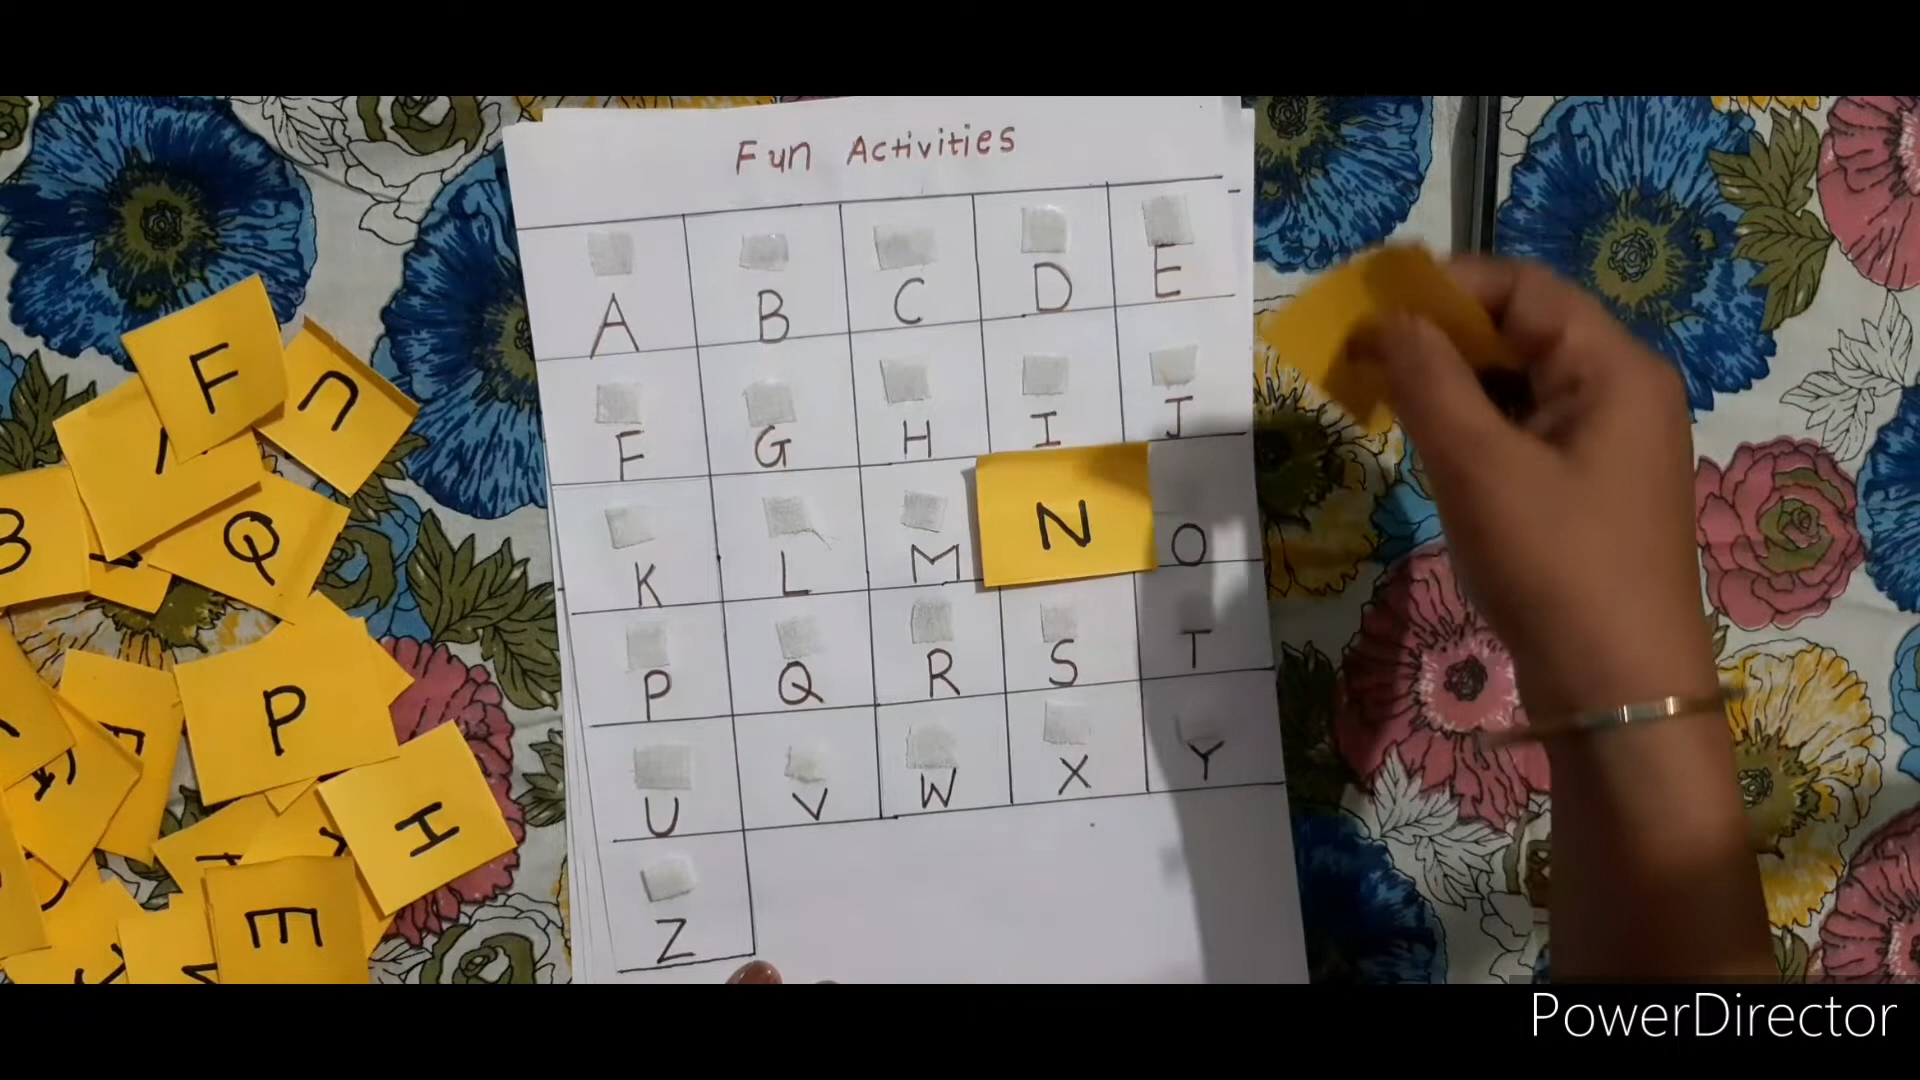 Fun Activities
A B C D E
F G H I J
K L M N O
P Q R S T
U V W X Y
Z
F
Q
P
H
E
B
PowerDirector